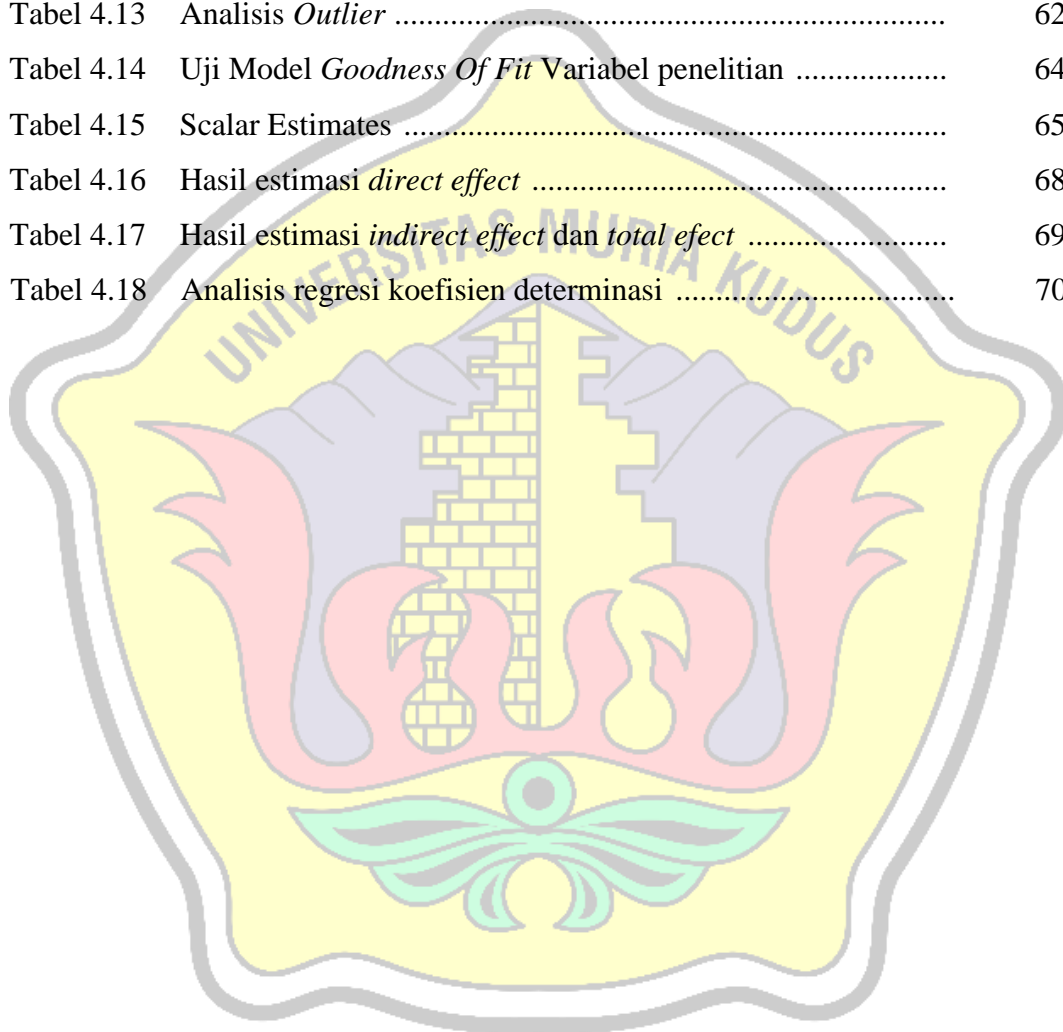 Tabel 4.13 Analisis Outlier ........................................................................ 62
Tabel 4.14 Uji Model Goodness Of Fit Variabel penelitian .................... 64
Tabel 4.15 Scalar Estimates ....................................................................... 65
Tabel 4.16 Hasil estimasi direct effect ....................................................... 68
Tabel 4.17 Hasil estimasi indirect effect dan total efect .......................... 69
Tabel 4.18 Analisis regresi koefisien determinasi .................................... 70
UNIVERSITAS MURIA KUDUS